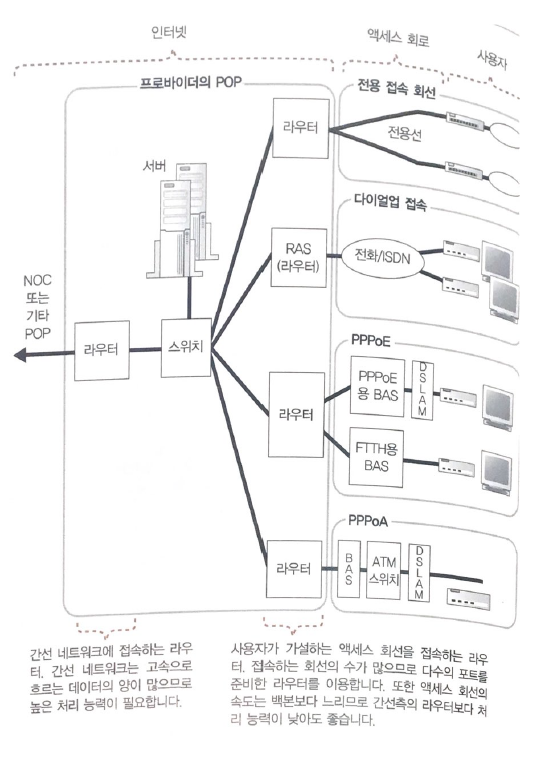 인터넷
액세스 회로
사용자
프로바이더의 POP
전용 접속 회선
라우터
전용선
서버
다이얼업 접속
RAS
(라우터)
전화/ISDN
NOC
또는
기타
POP
라우터
스위치
PPPoE
PPPoE
용 BAS
DSLAM
라우터
FTTH용
BAS
PPPoA
라우터
BAS
ATM
스위치
DSLAM
간선 네트워크에 접속하는 라우
터. 간선 네트워크는 고속으로
흐르는 데이터의 양이 많으므로
높은 처리 능력이 필요합니다.
사용자가 가설하는 액세스 회선을 접속하는 라우
터. 접속하는 회선의 수가 많으므로 다수의 포트를
준비한 라우터를 이용합니다. 또한 액세스 회선의
속도는 백본보다 느리므로 간선측의 라우터보다 처
리 능력이 낮아도 좋습니다.